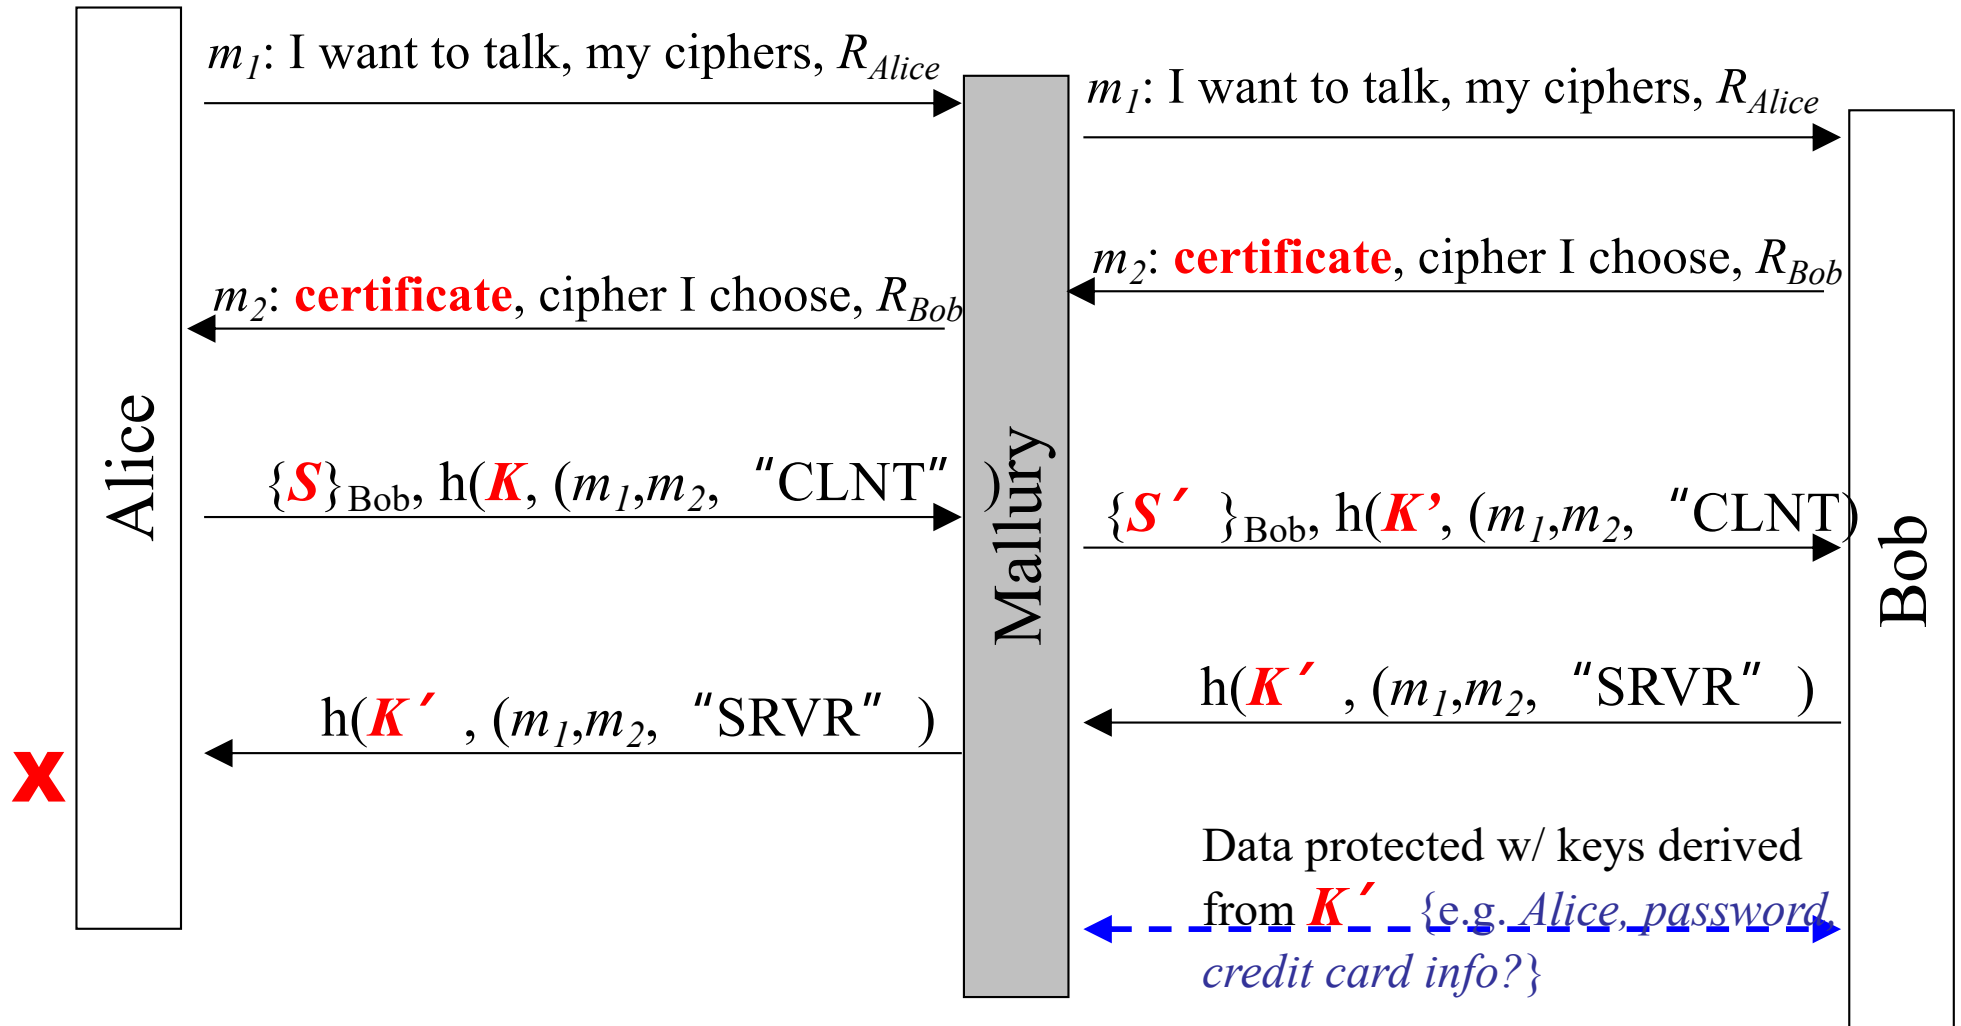 m1: I want to talk, my ciphers, RAlice
m1: I want to talk, my ciphers, RAlice
m2: certificate, cipher I choose, RBob
m2: certificate, cipher I choose, RBob
Alice
Mallury
Bob
{S}Bob, h(K, (m1,m2, "CLNT" )
{S′ }Bob, h(K’, (m1,m2, "CLNT)
h(K′ , (m1,m2, "SRVR" )
h(K′ , (m1,m2, "SRVR" )
x
Data protected w/ keys derived
from K′ {e.g. Alice, password,
credit card info?}